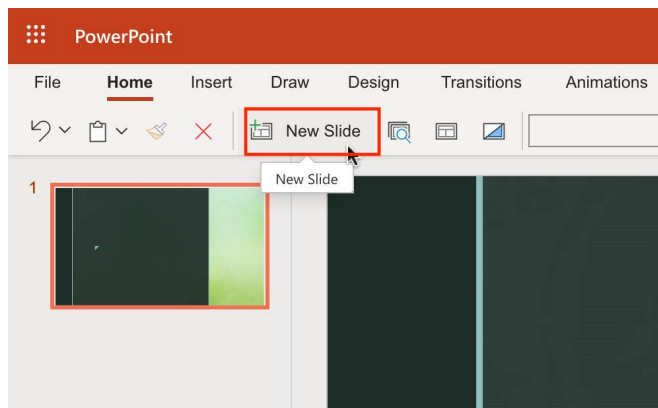 PowerPoint
File Home Insert Draw Design Transitions Animations
New Slide
New Slide
1